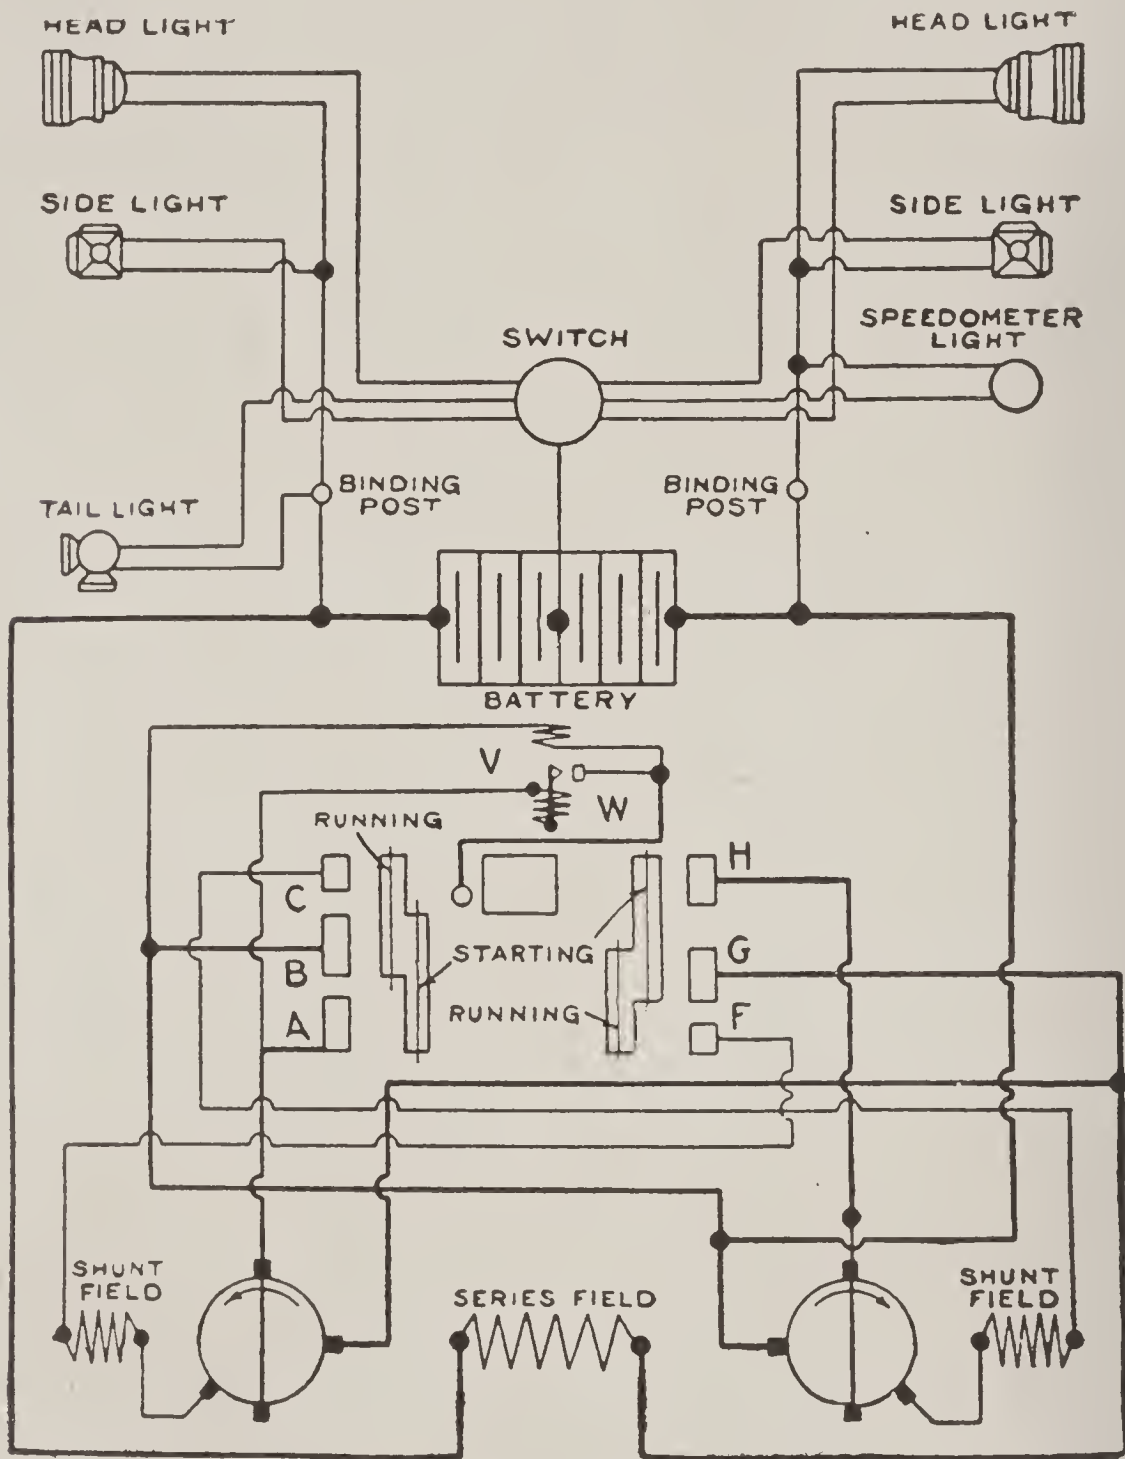 HEAD LIGHT
HEAD LIGHT
SIDE LIGHT
SIDE LIGHT
SPEEDOMETER
LIGHT
SWITCH
BINDING
POST
BINDING
POST
TAIL LIGHT
BATTERY
V
W
RUNNING
H
C
G
STARTING
B
F
A
RUNNING
SHUNT
FIELD
SERIES FIELD
SHUNT
FIELD